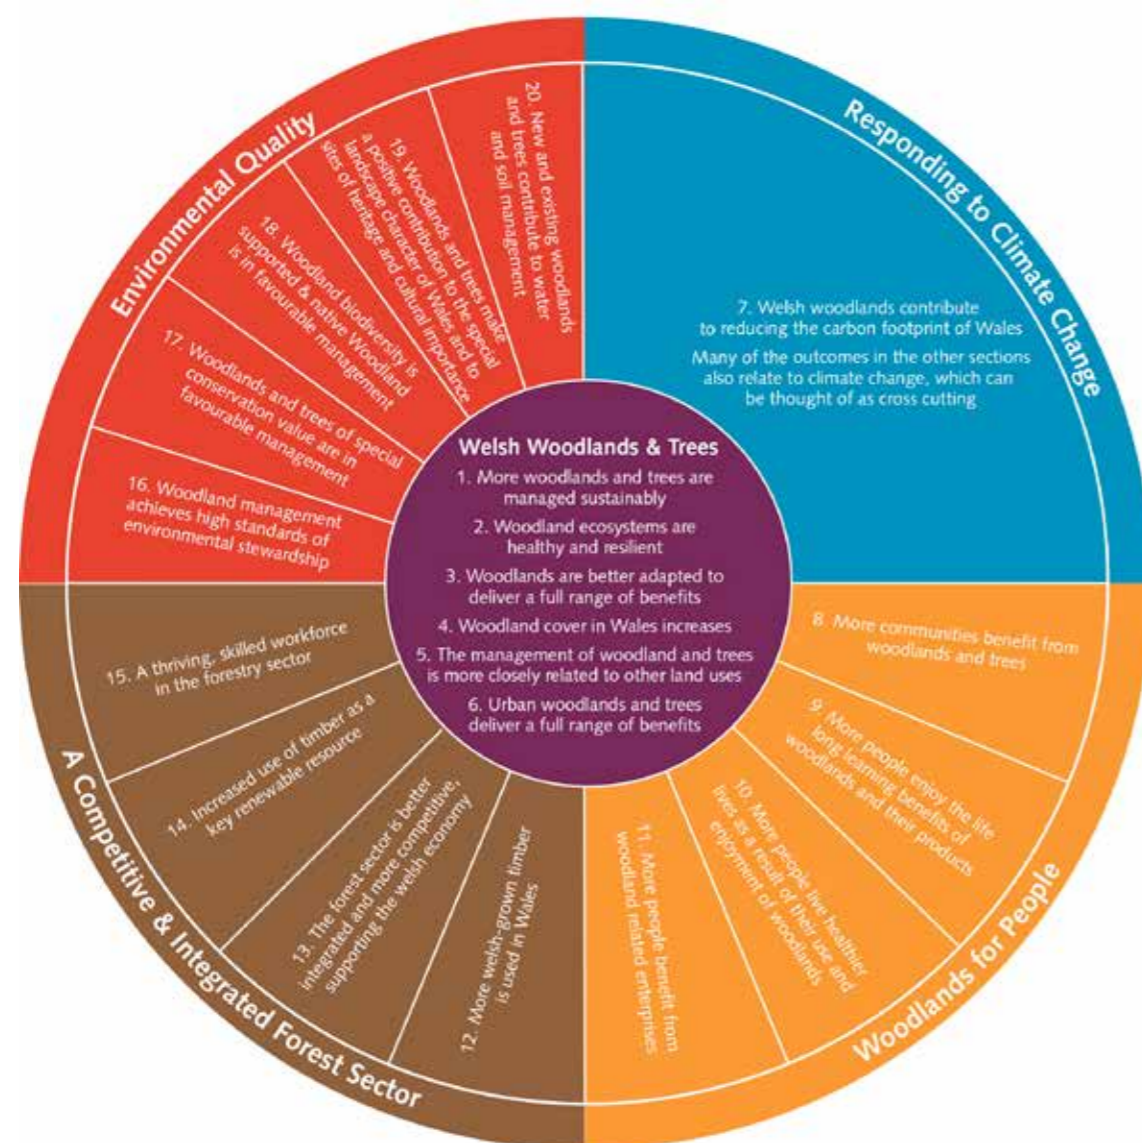 Welsh Woodlands & Trees
1. More woodlands and trees are
managed sustainably
2. Woodland ecosystems are
healthy and resilient
3. Woodlands are better adapted to
deliver a full range of benefits
4. Woodland cover in Wales increases
5. The management of woodland and trees
is more closely related to other land uses
6. Urban woodlands and trees
deliver a full range of benefits
Responding to Climate Change
7. Welsh woodlands contribute
to reducing the carbon footprint of Wales
Many of the outcomes in the other sections
also relate to climate change, which can
be thought of as cross cutting
Woodlands for People
8. More communities benefit from
woodlands and trees
9. More people enjoy the life
long learning benefits of
woodlands and their products
10. More people live healthier
lives as a result of their use and
enjoyment of woodlands
11. More people benefit from
woodland related enterprises
A Competitive & Integrated Forest Sector
12. More welsh-grown timber
is used in Wales
13. The forest sector is better
integrated and more competitive,
supporting the welsh economy
14. Increased use of timber as a
key renewable resource
15. A thriving, skilled workforce
in the forestry sector
Environmental Quality
16. Woodland management
achieves high standards of
environmental stewardship
17. Woodlands and trees of special
conservation value are in
favourable management
18. Woodland biodiversity is
supported & native Woodland
is in favourable management
19. Woodlands and trees make
a positive contribution to the special
landscape character of Wales and to
sites of heritage and cultural importance
20. New and existing woodlands
and trees contribute to water
and soil management